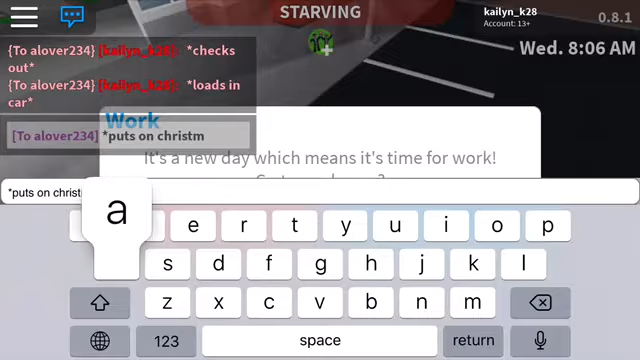 STARVING
kailyn_k28
Account: 13+
0.8.1
Wed. 8:06 AM
{To alover234} [kailyn_k28]: *checks
out*
{To alover234} [kailyn_k28]: *loads in
car*
Work
[To alover234] *puts on christm
It's a new day which means it's time for work!
*puts on christ
a
e r t y u i o p
s d f g h j k l
z x c v b n m
123
space
return